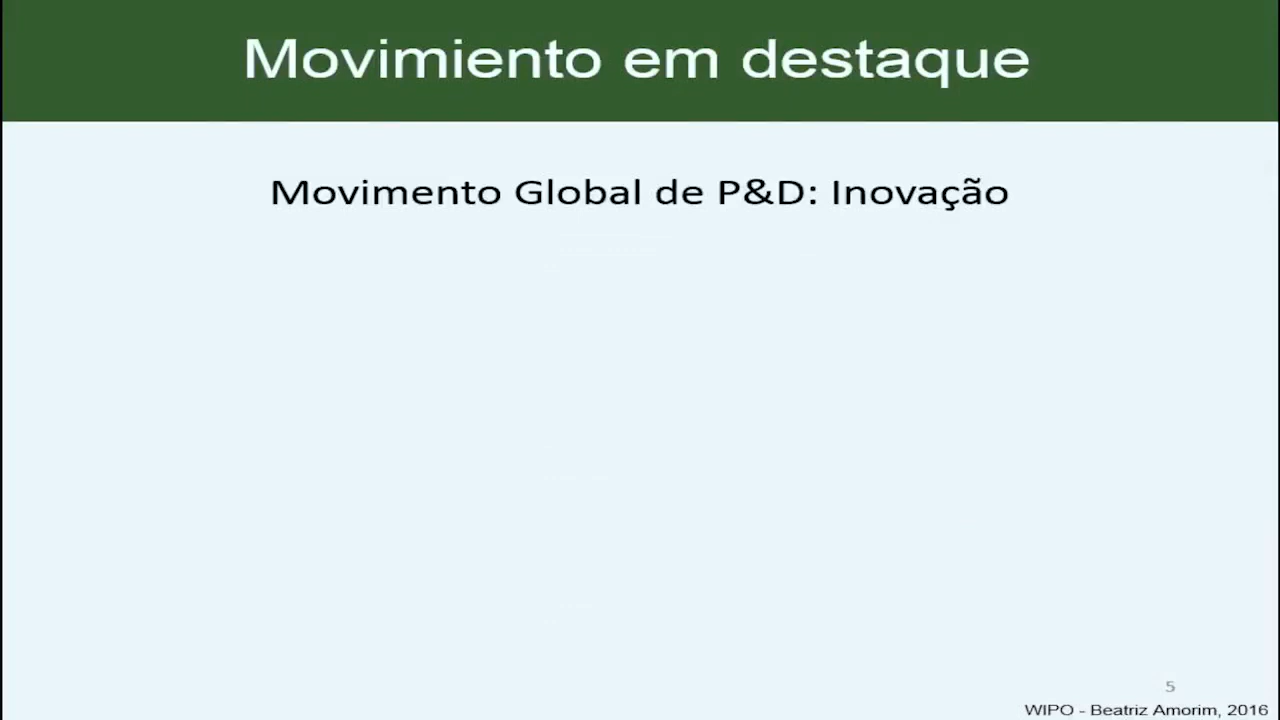 Movimiento em destaque
Movimento Global de P&D: Inovação
5
WIPO - Beatriz Amorim, 2016